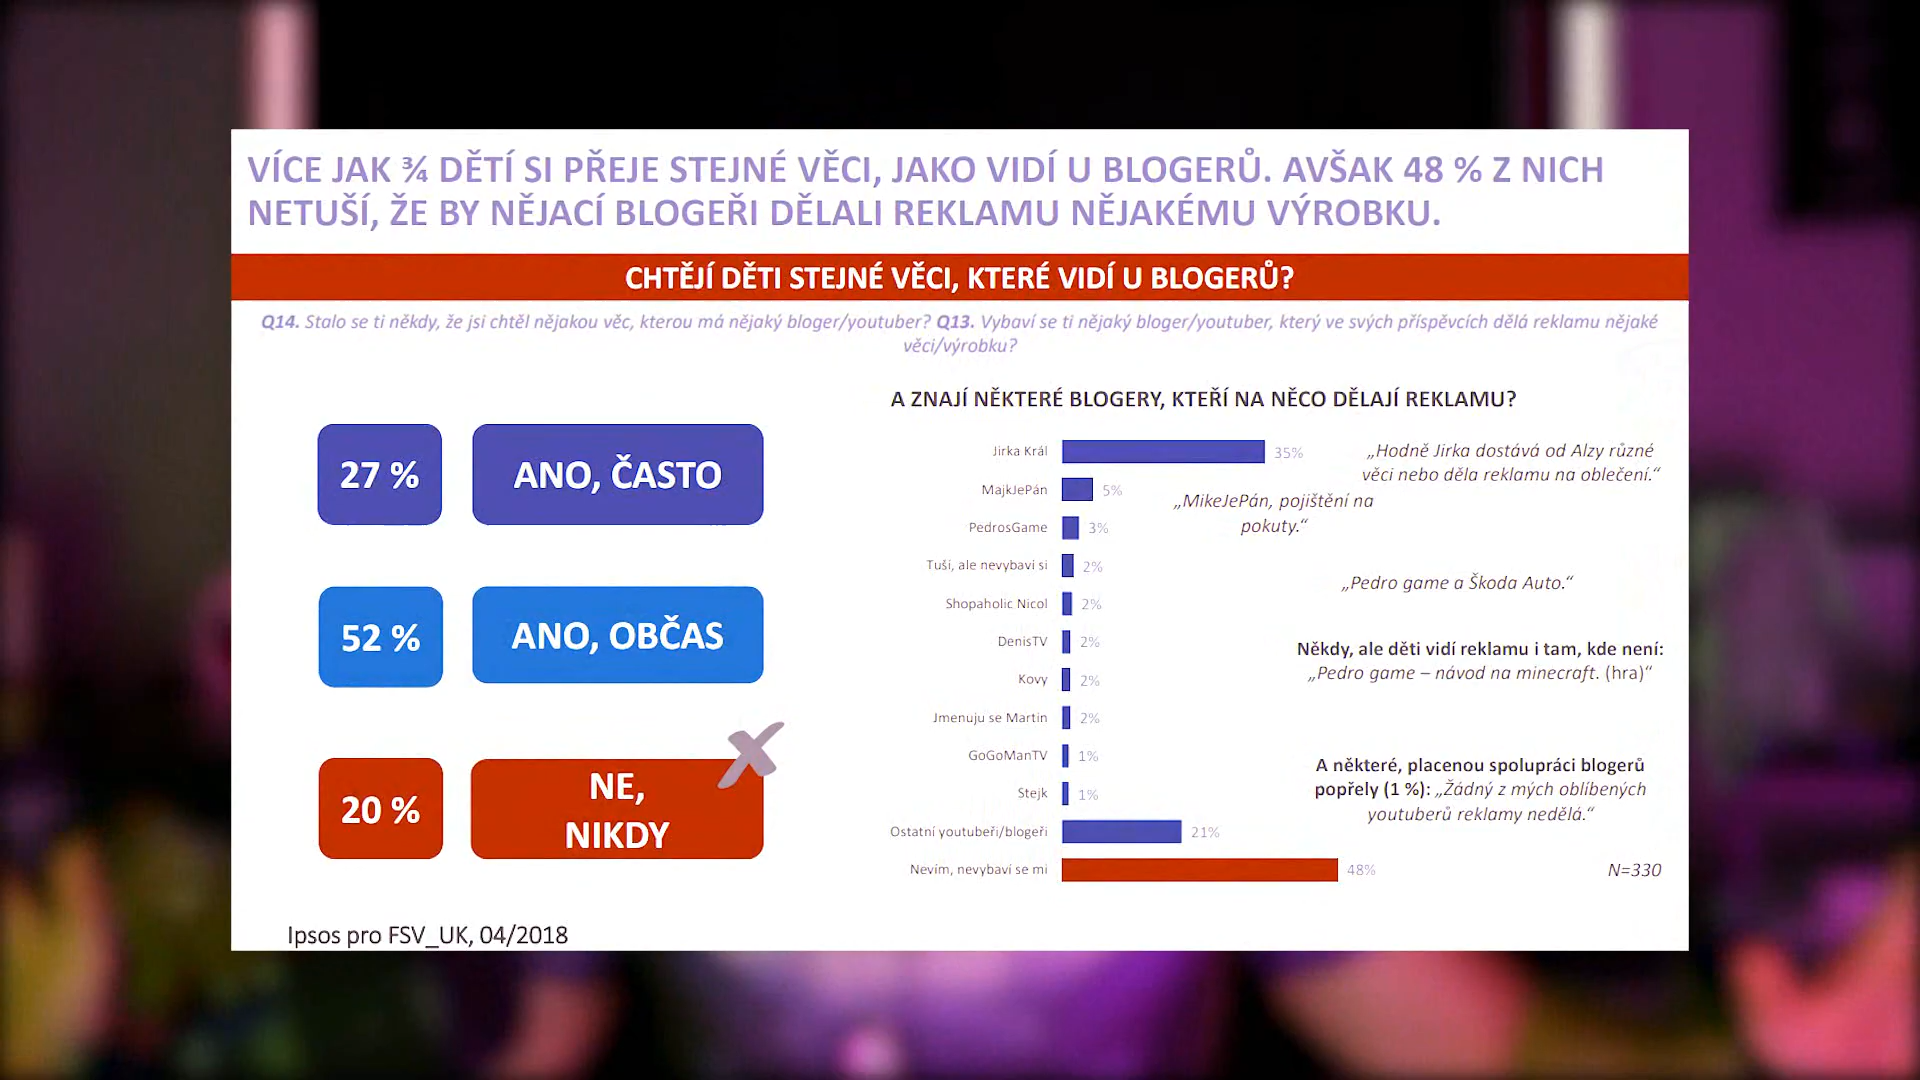 VÍCE JAK ¾ DĚTÍ SI PŘEJE STEJNÉ VĚCI, JAKO VIDÍ U BLOGERŮ. AVŠAK 48 % Z NICH
NETUŠÍ, ŽE BY NĚJACÍ BLOGEŘI DĚLALI REKLAMU NĚJAKÉMU VÝROBKU.
CHTĚJÍ DĚTI STEJNÉ VĚCI, KTERÉ VIDÍ U BLOGERŮ?
Q14. Stalo se ti někdy, že jsi chtěl nějakou věc, kterou má nějaký bloger/youtuber? Q13. Vybaví se ti nějaký bloger/youtuber, který ve svých příspěvcích dělá reklamu nějaké
věci/výrobku?
27 % ANO, ČASTO
52 % ANO, OBČAS
20 % NE,
NIKDY
A ZNAJÍ NĚKTERÉ BLOGERY, KTEŘÍ NA NĚCO DĚLAJÍ REKLAMU?
Jirka Král 35%
MajkJePán 5%
PedrosGame 3%
Tuší, ale nevybaví si 2%
Shopaholic Nicol 2%
DenisTV 2%
Kovy 2%
Jmenuju se Martin 2%
GoGoManTV 1%
Stejk 1%
Ostatní youtubeři/blogeři 21%
Nevím, nevybaví se mi 48%
„Hodně Jirka dostává od Alzy různé
věci nebo děla reklamu na oblečení.“
„MikeJePán, pojištění na
pokuty.“
„Pedro game a Škoda Auto.“
Někdy, ale děti vidí reklamu i tam, kde není:
„Pedro game – návod na minecraft. (hra)“
A některé, placenou spolupráci blogerů
popřely (1 %): „Žádný z mých oblíbených
youtuberů reklamy nedělá.“
N=330
Ipsos pro FSV_UK, 04/2018